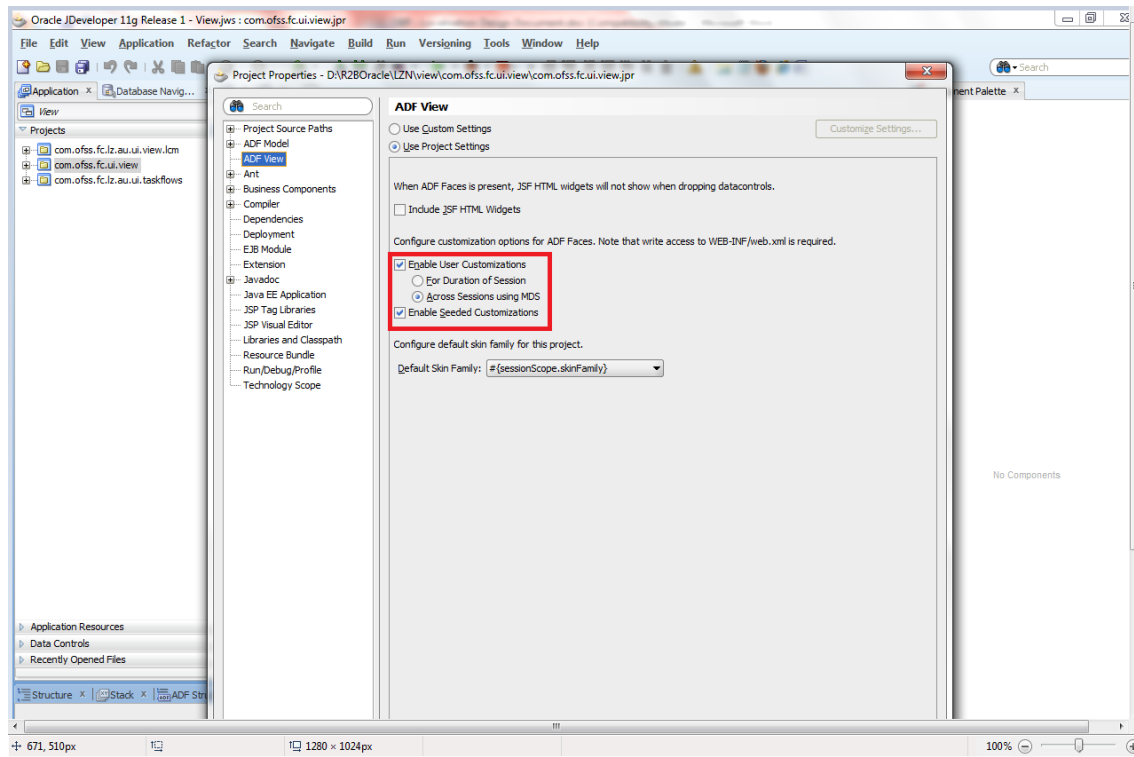 Oracle JDeveloper 11g Release 1 - View.jws : com.ofss.fc.ui.view.jpr
File Edit View Application Refactor Search Navigate Build Run Versioning Tools Window Help
Search
Application x Database Navig...
nent Palette x
View
Projects
com.ofss.fc.lz.au.ui.view.lcm
com.ofss.fc.ui.view
com.ofss.fc.lz.au.ui.taskflows
Project Properties - D:\R2BOracle\LZN\view\com.ofss.fc.ui.view\com.ofss.fc.ui.view.jpr
Search
Project Source Paths
ADF Model
ADF View
Ant
Business Components
Compiler
Dependencies
Deployment
EJB Module
Extension
Javadoc
Java EE Application
JSP Tag Libraries
JSP Visual Editor
Libraries and Classpath
Resource Bundle
Run/Debug/Profile
Technology Scope
ADF View
Use Custom Settings
Customize Settings...
Use Project Settings
When ADF Faces is present, JSF HTML widgets will not show when dropping datacontrols.
Include JSF HTML Widgets
Configure customization options for ADF Faces. Note that write access to WEB-INF/web.xml is required.
Enable User Customizations
For Duration of Session
Across Sessions using MDS
Enable Seeded Customizations
Configure default skin family for this project.
Default Skin Family: #{sessionScope.skinFamily}
No Components
Application Resources
Data Controls
Recently Opened Files
Structure x Stack x ADF Stru
671, 510px
1280 × 1024px
100%